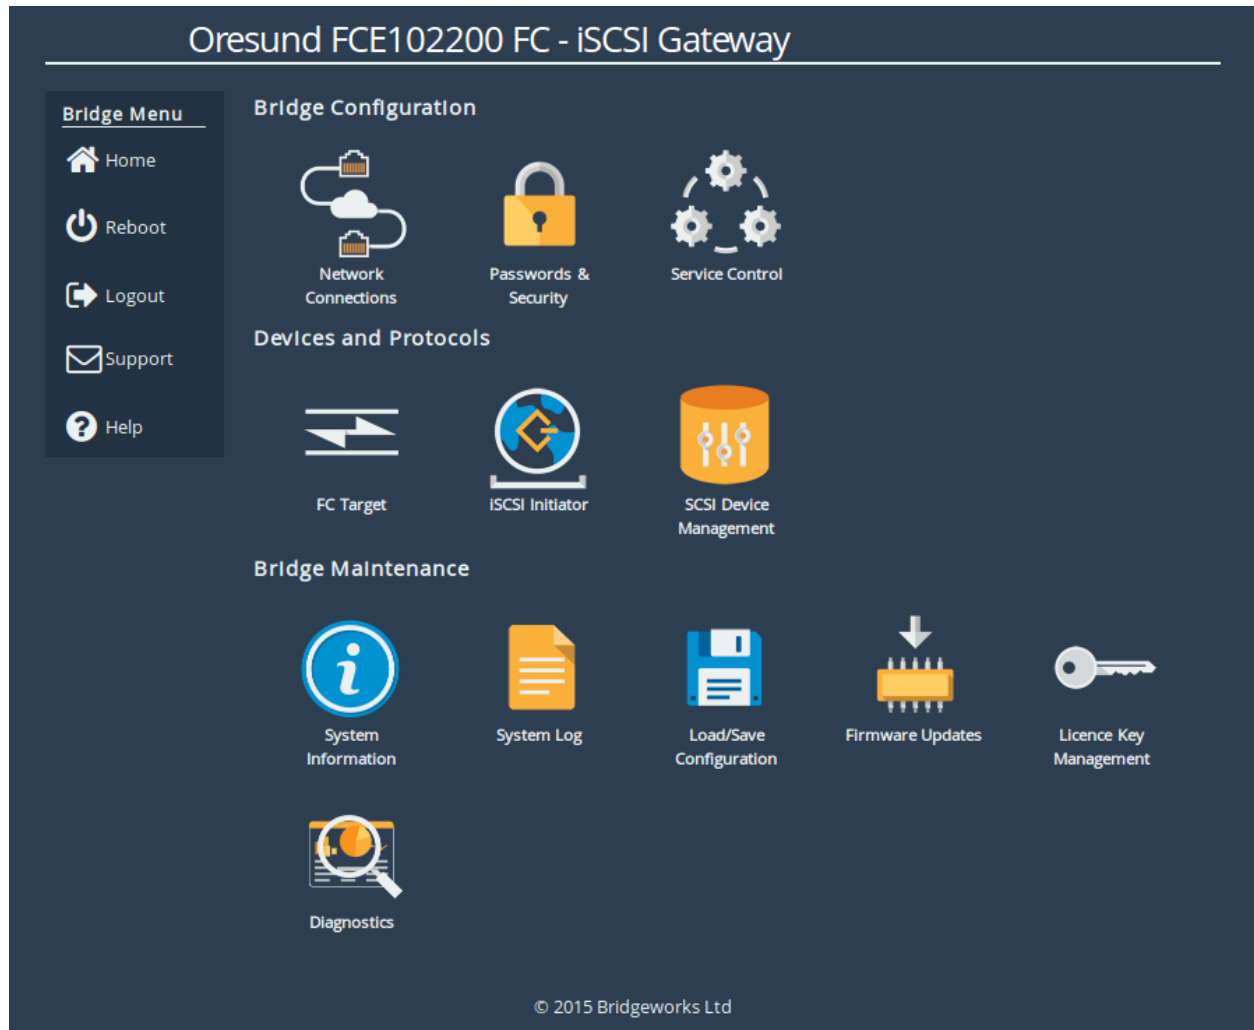 Oresund FCE102200 FC - iSCSI Gateway
Bridge Menu
Home
Reboot
Logout
Support
Help
Bridge Configuration
Network
Connections
Passwords &
Security
Service Control
Devices and Protocols
FC Target
iSCSI Initiator
SCSI Device
Management
Bridge Maintenance
System
Information
System Log
Load/Save
Configuration
Firmware Updates
Licence Key
Management
Diagnostics
© 2015 Bridgeworks Ltd